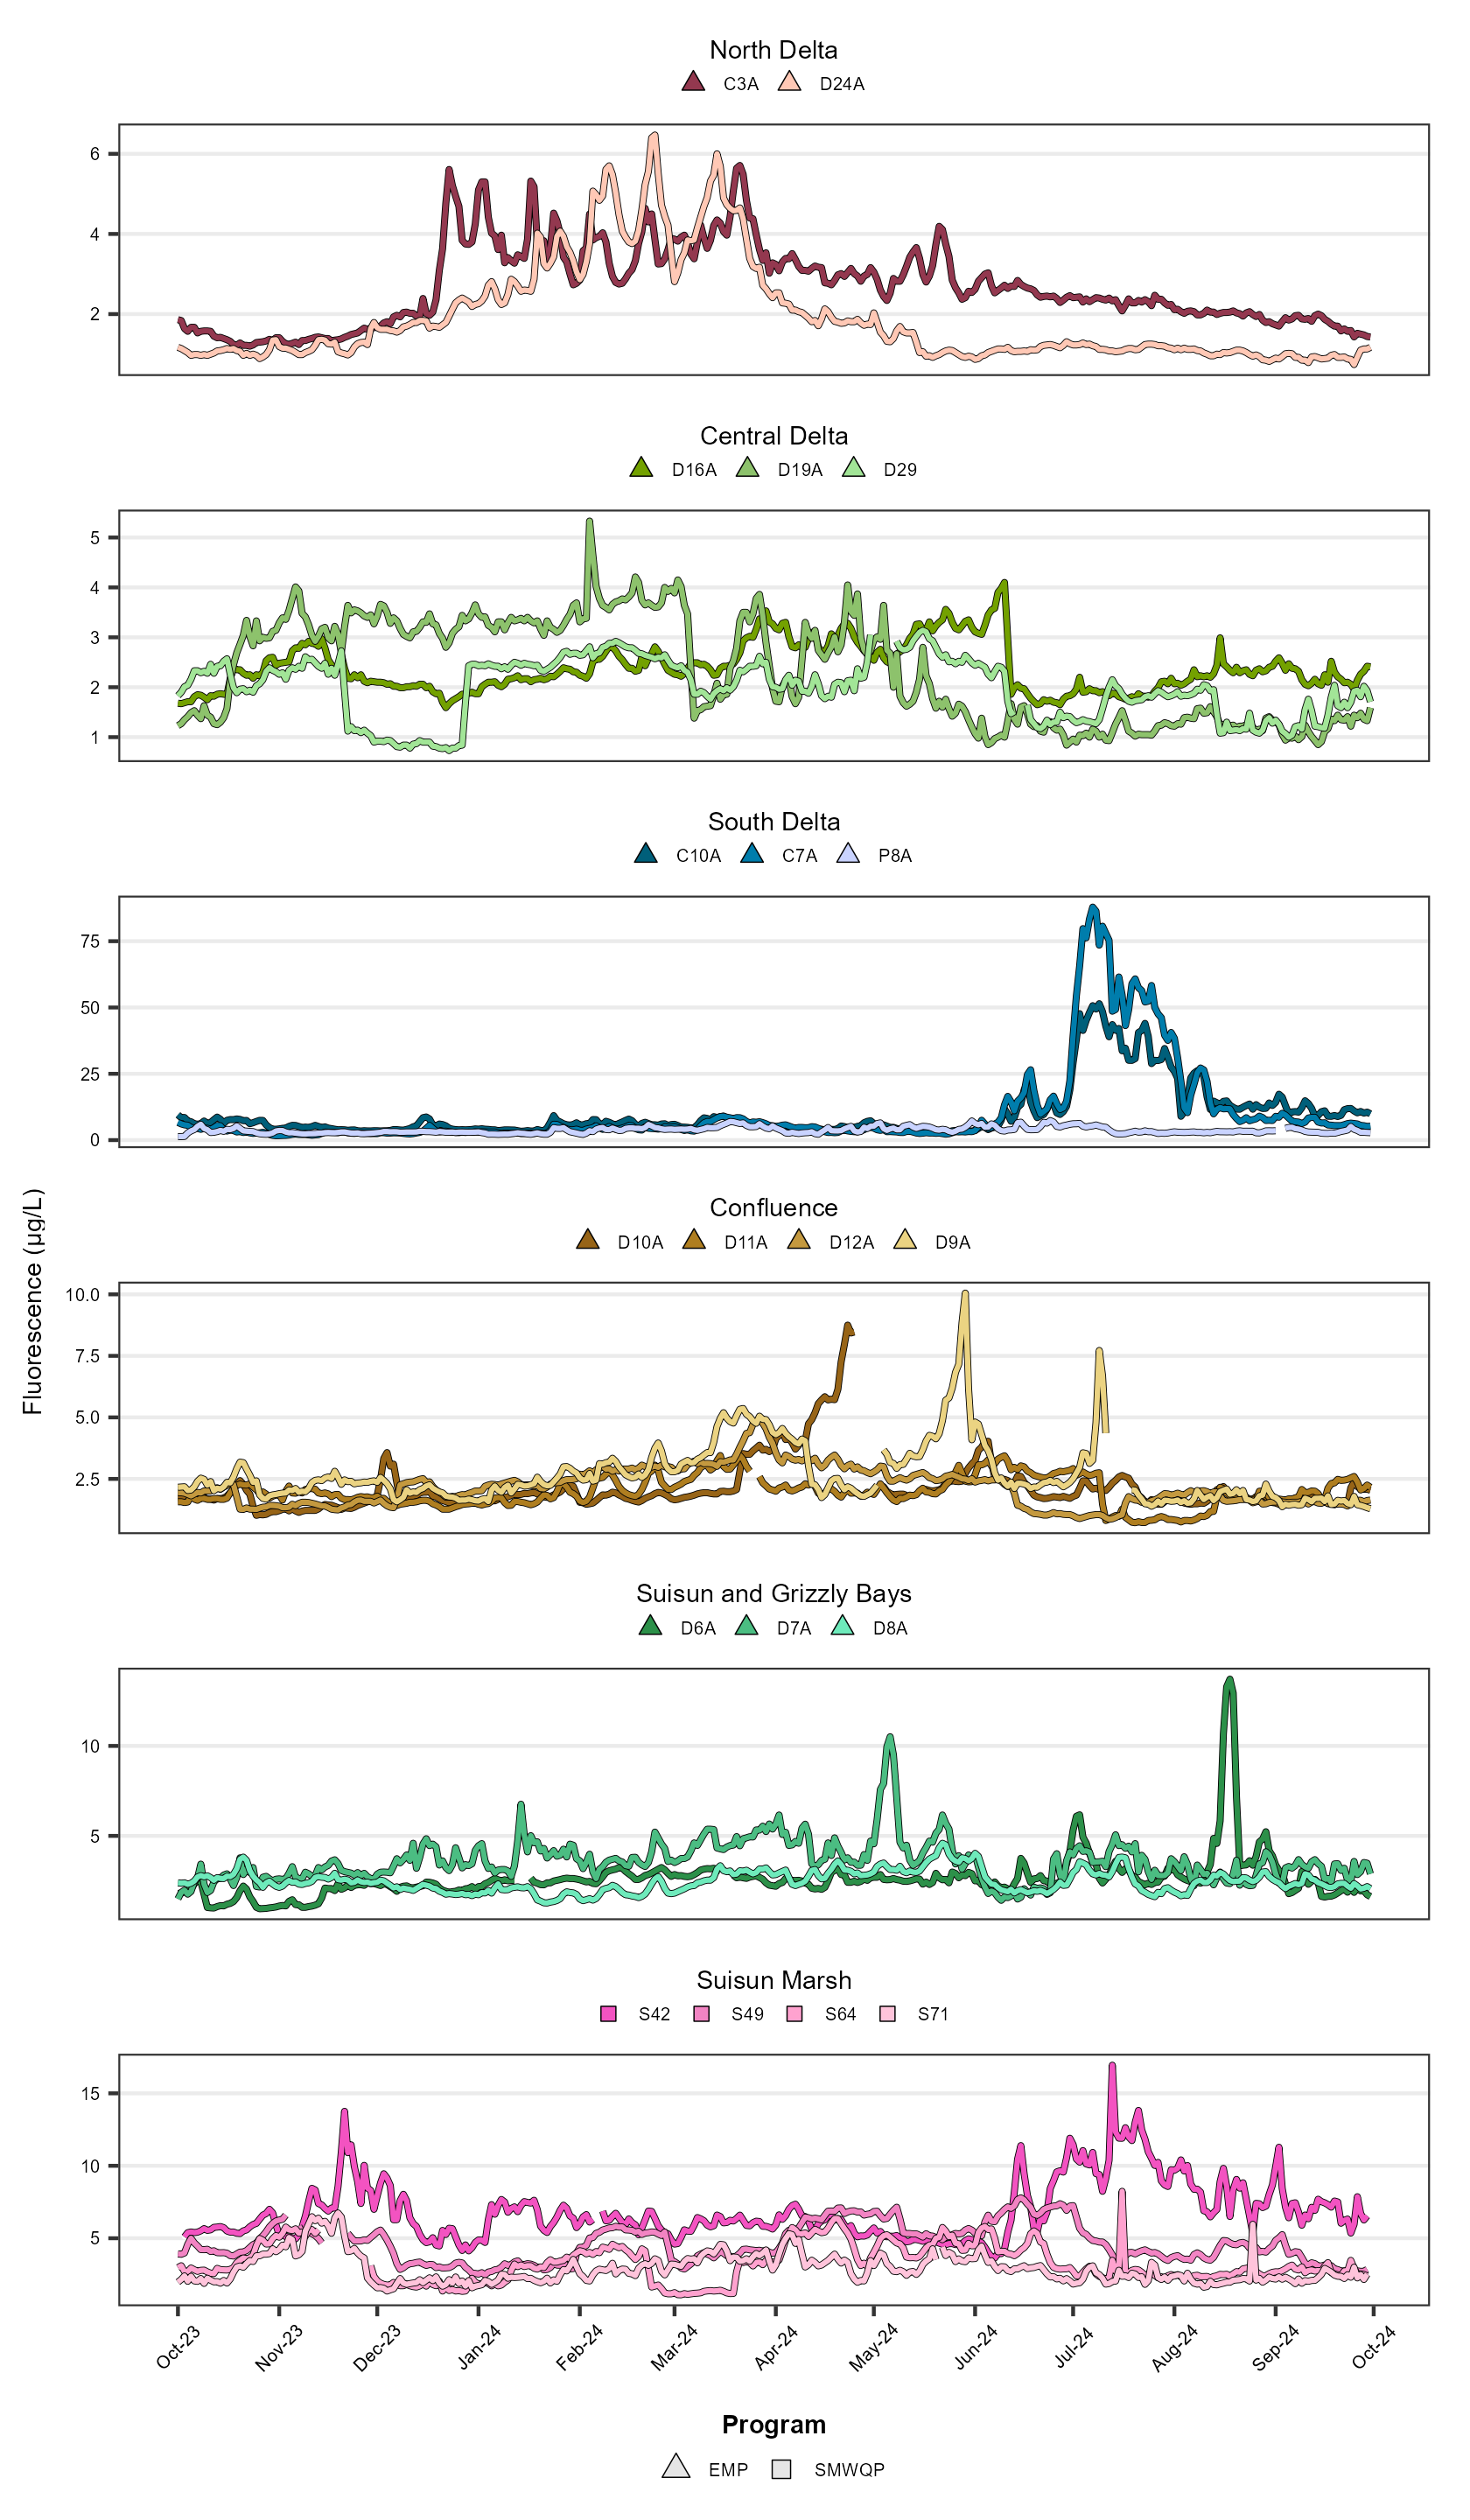 North Delta
C3A D24A
6
4
2
Central Delta
D16A D19A D29
5
4
3
2
1
South Delta
C10A C7A P8A
75
50
25
0
Fluorescence (µg/L)
Confluence
D10A D11A D12A D9A
10.0
7.5
5.0
2.5
Suisun and Grizzly Bays
D6A D7A D8A
10
5
Suisun Marsh
S42 S49 S64 S71
15
10
5
Oct-23 Nov-23 Dec-23 Jan-24 Feb-24 Mar-24 Apr-24 May-24 Jun-24 Jul-24 Aug-24 Sep-24 Oct-24
Program
EMP SMWQP